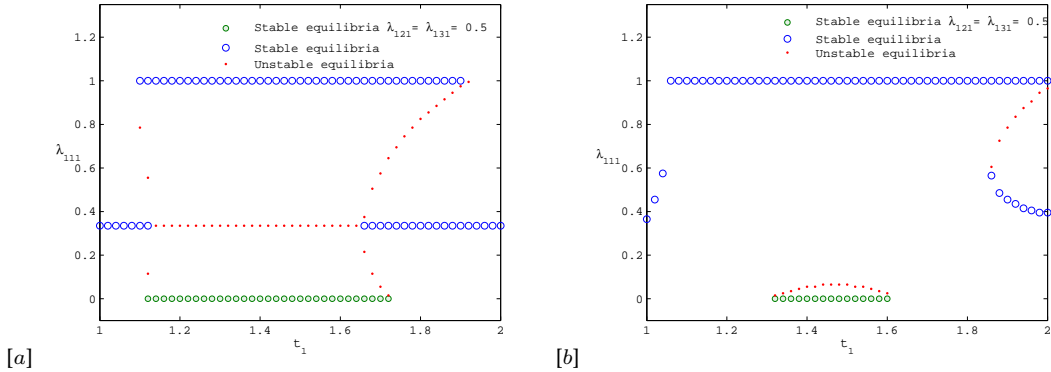 1.2
1
0.8
0.6
0.4
0.2
0
λ111
1 1.2 1.4 1.6 1.8 2
t1
Stable equilibria λ121= λ131= 0.5
Stable equilibria
Unstable equilibria
[a]
1.2
1
0.8
0.6
0.4
0.2
0
λ111
1 1.2 1.4 1.6 1.8 2
t1
Stable equilibria λ121= λ131= 0.5
Stable equilibria
Unstable equilibria
[b]